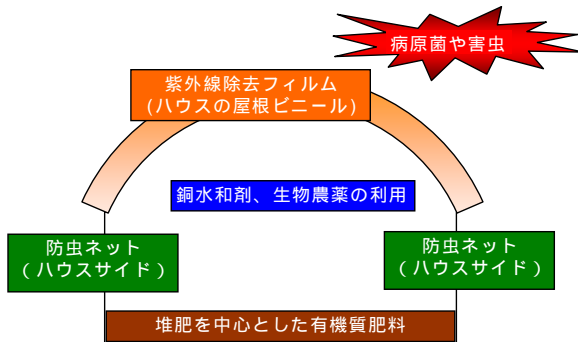 病原菌や害虫
紫外線除去フィルム
(ハウスの屋根ビニール)
銅水和剤、生物農薬の利用
防虫ネット
(ハウスサイド)
防虫ネット
(ハウスサイド)
堆肥を中心とした有機質肥料